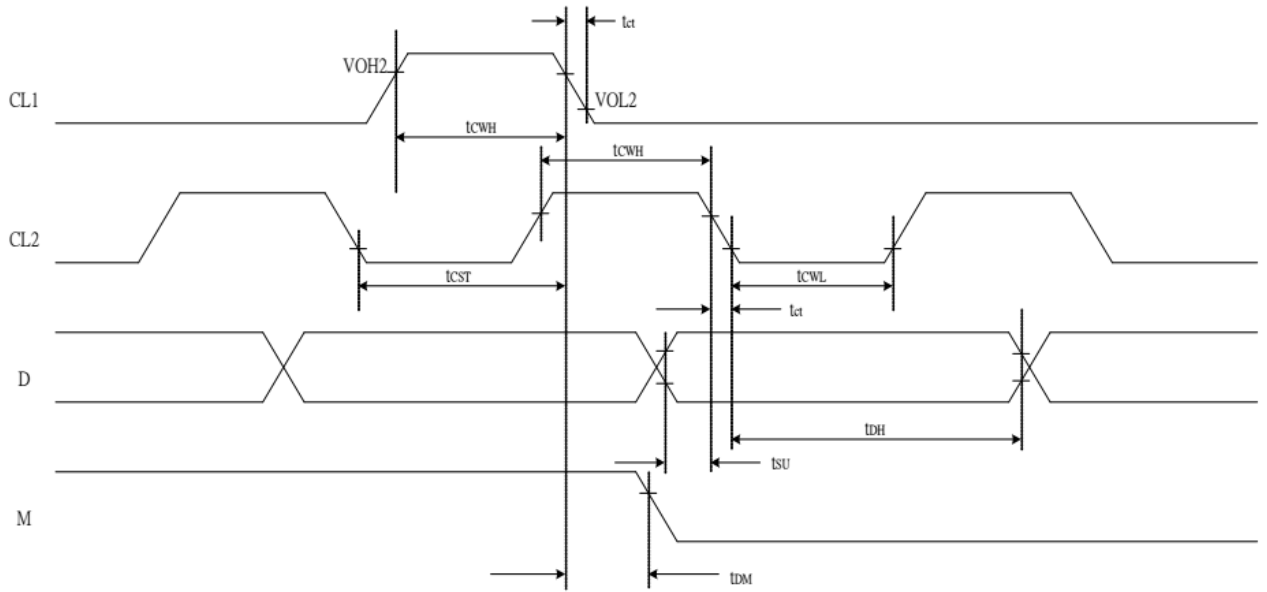 tct
VOH2
CL1
VOL2
tCWH
tCWH
CL2
tCST
tCWL
tct
D
tDH
tSU
M
tDM